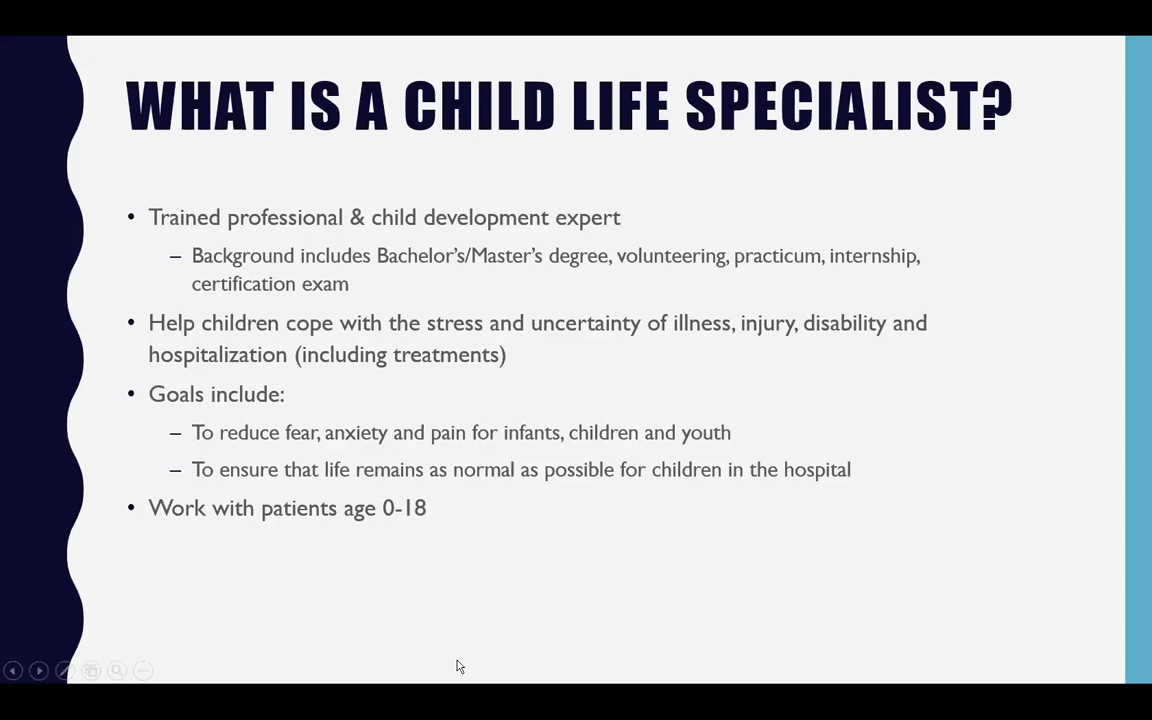 WHAT IS A CHILD LIFE SPECIALIST?
• Trained professional & child development expert
– Background includes Bachelor’s/Master’s degree, volunteering, practicum, internship,
certification exam
• Help children cope with the stress and uncertainty of illness, injury, disability and
hospitalization (including treatments)
• Goals include:
– To reduce fear, anxiety and pain for infants, children and youth
– To ensure that life remains as normal as possible for children in the hospital
• Work with patients age 0-18